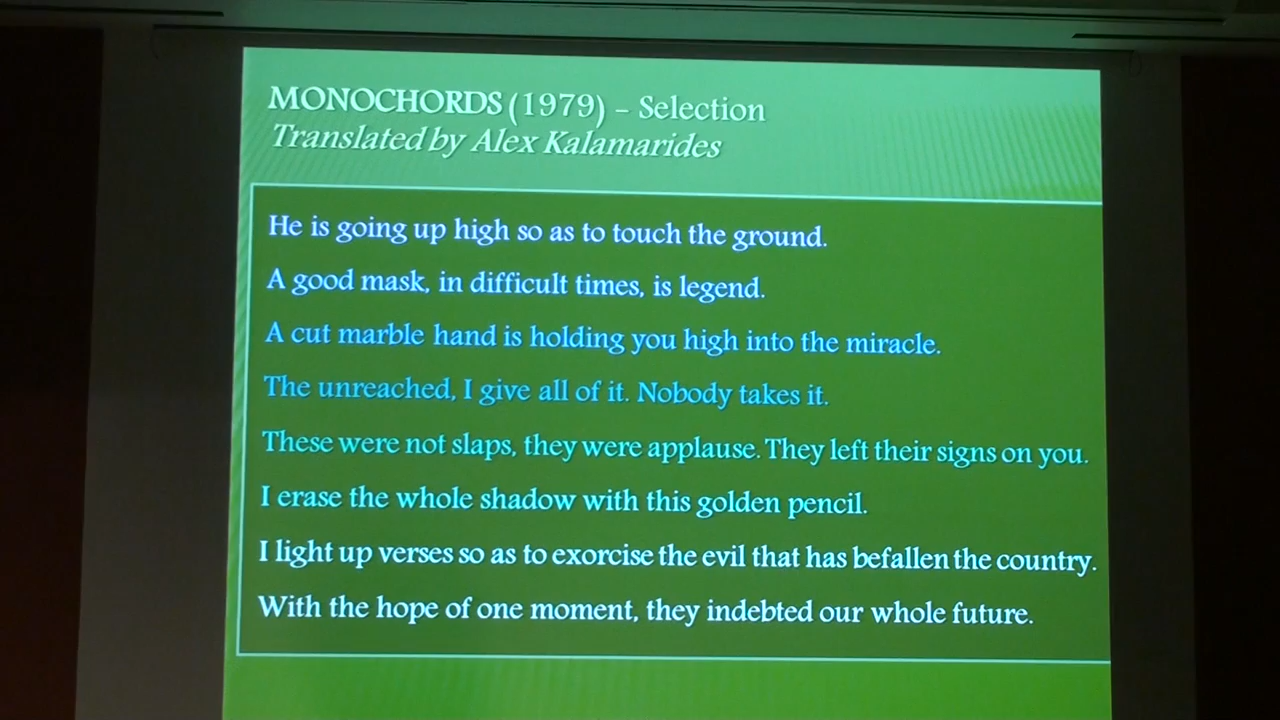 MONOCHORDS (1979) – Selection
Translated by Alex Kalamarides
He is going up high so as to touch the ground.
A good mask, in difficult times, is legend.
A cut marble hand is holding you high into the miracle.
The unreached, I give all of it. Nobody takes it.
These were not slaps, they were applause. They left their signs on you.
I erase the whole shadow with this golden pencil.
I light up verses so as to exorcise the evil that has befallen the country.
With the hope of one moment, they indebted our whole future.